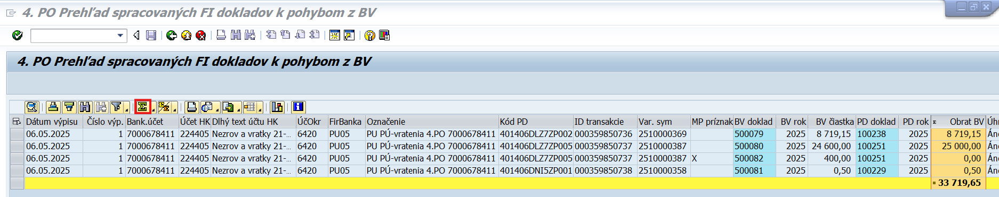 4. PO Prehľad spracovaných FI dokladov k pohybom z BV
4. PO Prehľad spracovaných FI dokladov k pohybom z BV
Dátum výpisu Číslo výp. Bank.účet Účet HK Dlhý text účtu HK ÚčOkr FirBanka Označenie Kód PD ID transakcie Var. sym MP príznak BV doklad BV rok BV čiastka PD doklad PD rok Σ Obrat BV Úhr
06.05.2025 1 7000678411 224405 Nezrov a vratky 21-... 6420 PU05 PU PÚ-vratenia 4.PO 7000678411 401406DLZ7ZP002 000359850736 2510000369 500079 2025 8 719,15 100238 2025 8 719,15 Áno
06.05.2025 1 7000678411 224405 Nezrov a vratky 21-... 6420 PU05 PU PÚ-vratenia 4.PO 7000678411 401406DLZ7ZP005 000359850737 2510000387 500080 2025 24 600,00 100251 2025 25 000,00 Áno
06.05.2025 1 7000678411 224405 Nezrov a vratky 21-... 6420 PU05 PU PÚ-vratenia 4.PO 7000678411 401406DLZ7ZP005 000359850737 2510000387 X 500082 2025 400,00 100251 2025 0,00 Áno
06.05.2025 1 7000678411 224405 Nezrov a vratky 21-... 6420 PU05 PU PÚ-vratenia 4.PO 7000678411 401406DNI5ZP001 000359850738 2510000358 500081 2025 0,50 100229 2025 0,50 Áno
33 719,65